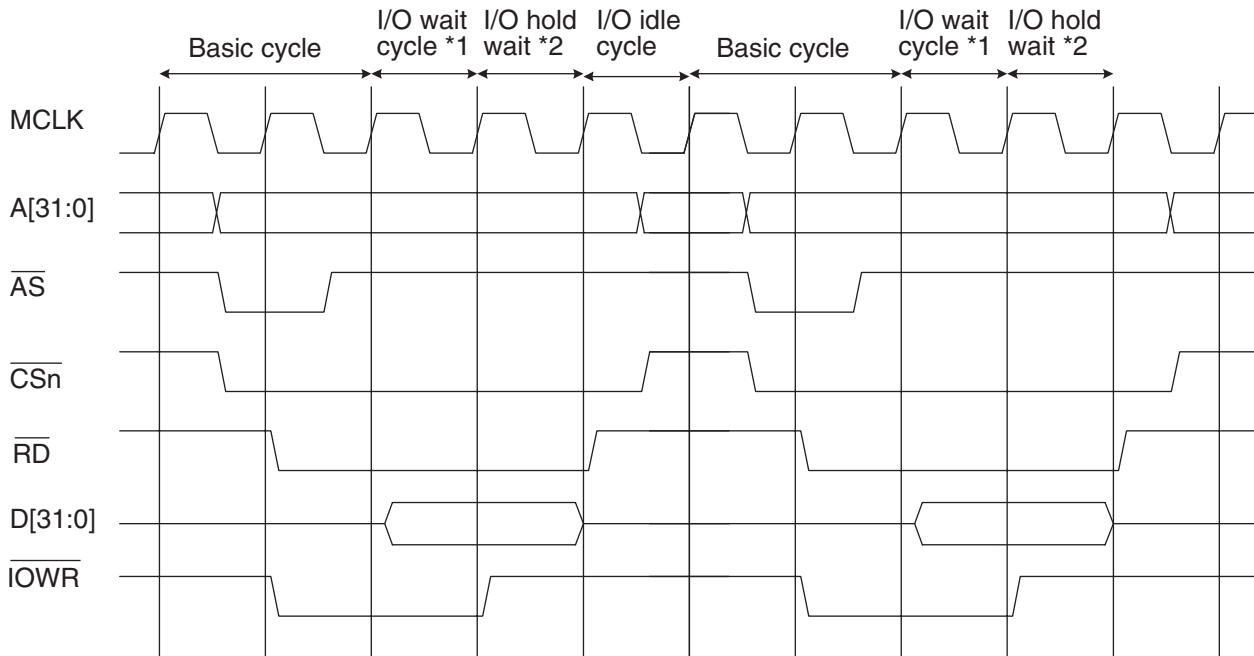 Basic cycle
I/O wait
cycle *1
I/O hold
wait *2
I/O idle
cycle
Basic cycle
I/O wait
cycle *1
I/O hold
wait *2
MCLK
A[31:0]
AS
CSn
RD
D[31:0]
IOWR